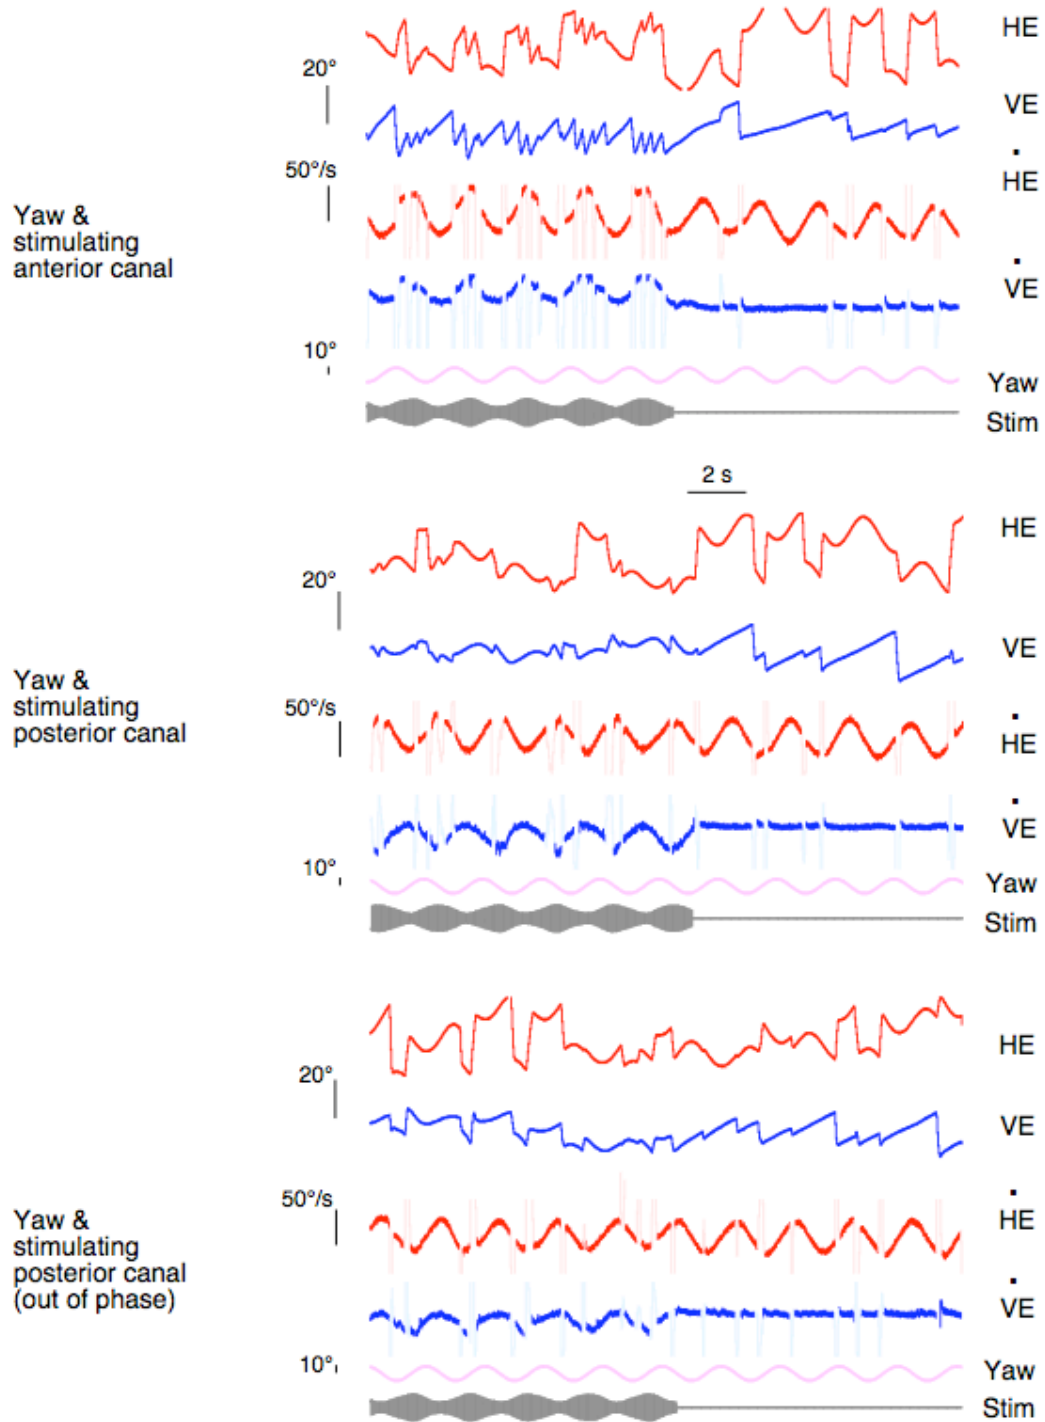 HE
20°
VE
50°/s
HE
Yaw &
stimulating
anterior canal
VE
10°
Yaw
Stim
2 s
HE
20°
VE
Yaw &
stimulating
posterior canal
50°/s
HE
VE
10°
Yaw
Stim
HE
20°
VE
50°/s
HE
Yaw &
stimulating
posterior canal
(out of phase)
VE
10°
Yaw
Stim